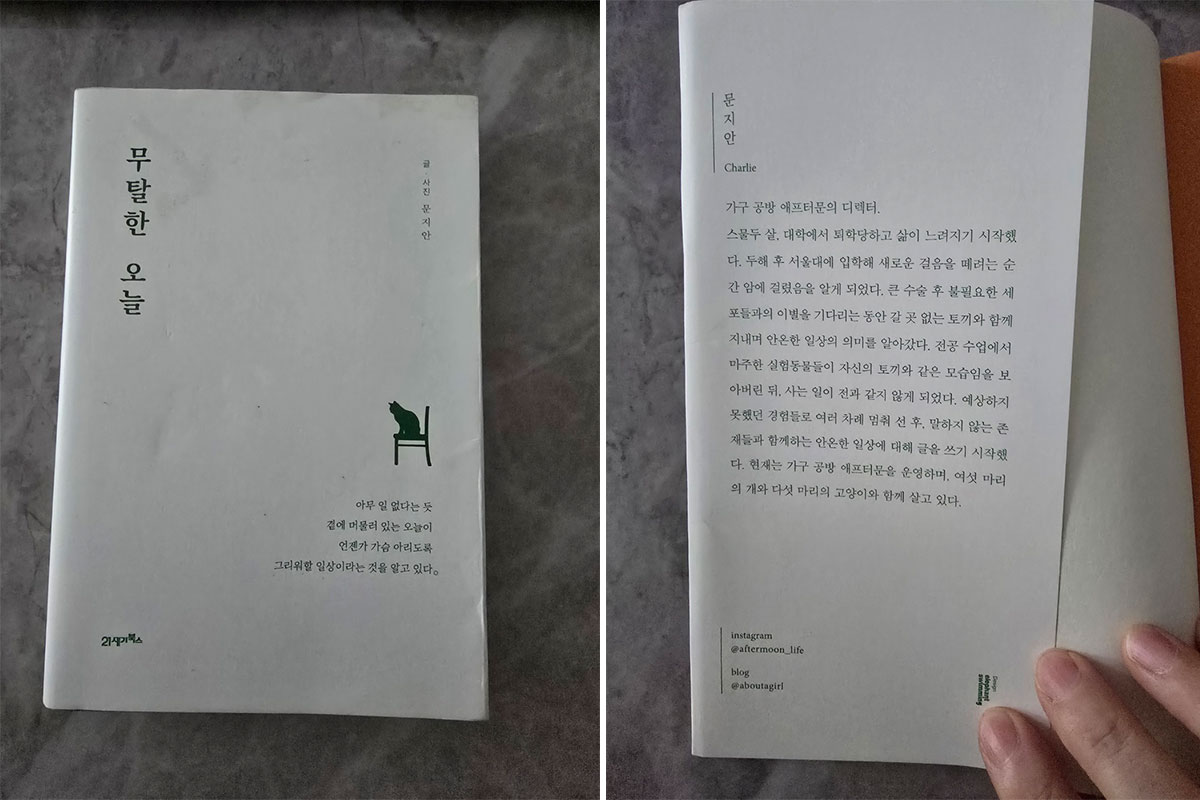 무탈한 오늘
글·사진 문지안
아무 일 없다는 듯
곁에 머물러 있는 오늘이
언젠가 가슴 아리도록
그리워할 일상이라는 것을 알고 있다.
21세기북스
문지안
Charlie
가구 공방 애프터문의 디렉터.
스물두 살, 대학에서 퇴학당하고 삶이 느려지기 시작했
다. 두해 후 서울대에 입학해 새로운 걸음을 떼려는 순
간 암에 걸렸음을 알게 되었다. 큰 수술 후 불필요한 세
포들과의 이별을 기다리는 동안 갈 곳 없는 토끼와 함께
지내며 안온한 일상의 의미를 알아갔다. 전공 수업에서
마주한 실험동물들이 자신의 토끼와 같은 모습임을 보
아버린 뒤, 사는 일이 전과 같지 않게 되었다. 예상하지
못했던 경험들로 여러 차례 멈춰 선 후, 말하지 않는 존
재들과 함께하는 안온한 일상에 대해 글을 쓰기 시작했
다. 현재는 가구 공방 애프터문을 운영하며, 여섯 마리
의 개와 다섯 마리의 고양이와 함께 살고 있다.
instagram
@aftermoon_life
blog
@aboutagirl
Design
elephant
swimming